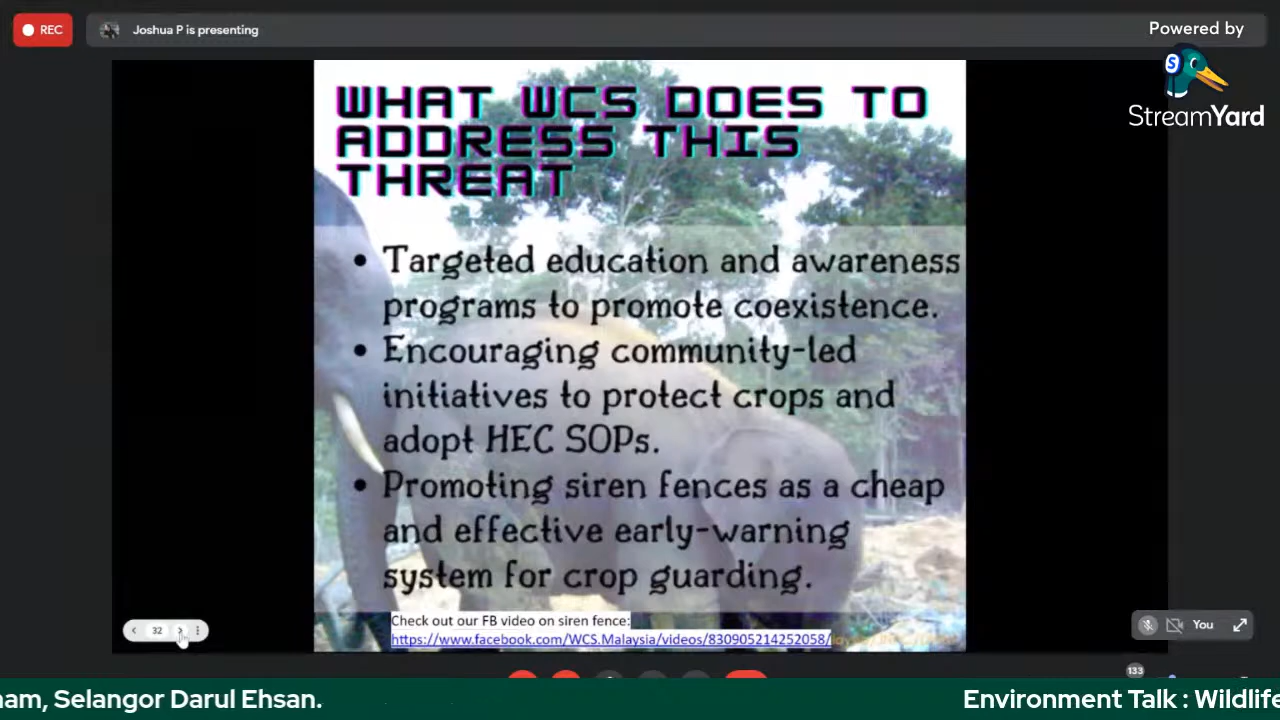 REC
Joshua P is presenting
Powered by
StreamYard
WHAT WCS DOES TO
ADDRESS THIS
THREAT
• Targeted education and awareness
programs to promote coexistence.
• Encouraging community-led
initiatives to protect crops and
adopt HEC SOPs.
• Promoting siren fences as a cheap
and effective early-warning
system for crop guarding.
Check out our FB video on siren fence:
https://www.facebook.com/WCS.Malaysia/videos/830905214252058/
32
You
133
am, Selangor Darul Ehsan.
Environment Talk : Wildlife